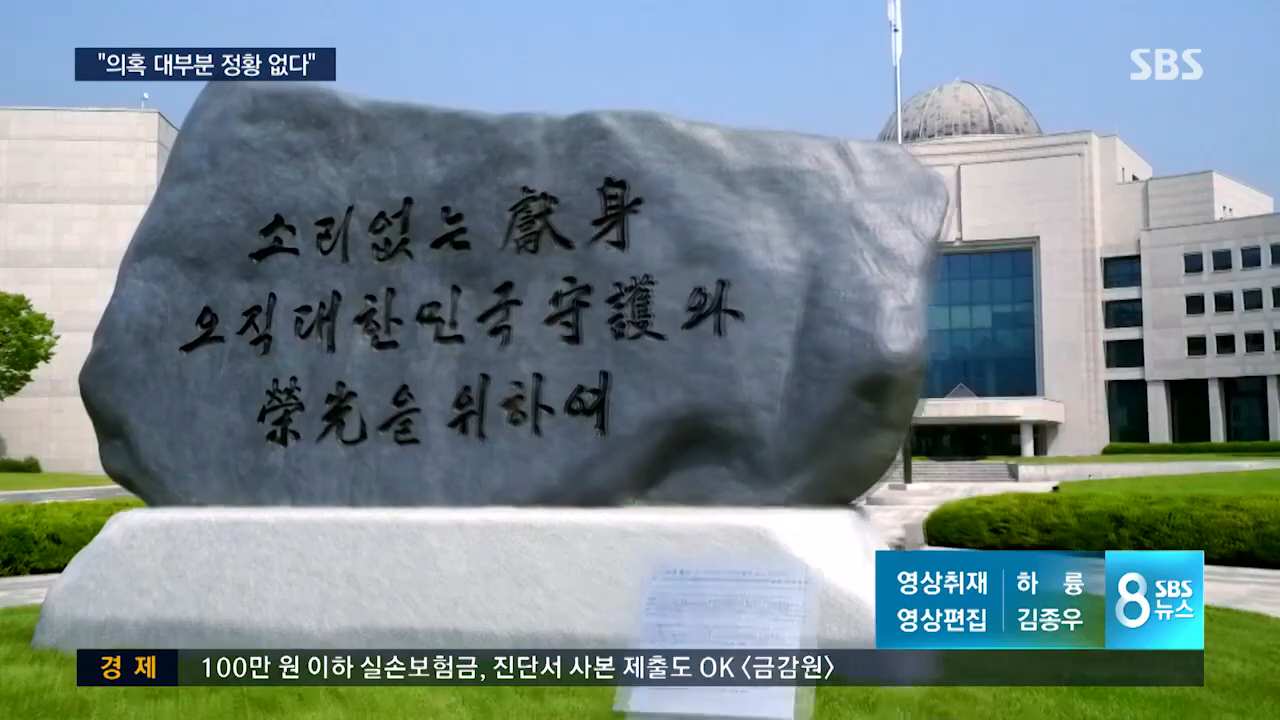 "의혹 대부분 정황 없다"
SBS
소리없는 獻身
오직대한민국 守護와
榮光을 위하여
영상취재 하 륭
영상편집 김종우
8 SBS 뉴스
경 제 100만 원 이하 실손보험금, 진단서 사본 제출도 OK 〈금감원〉